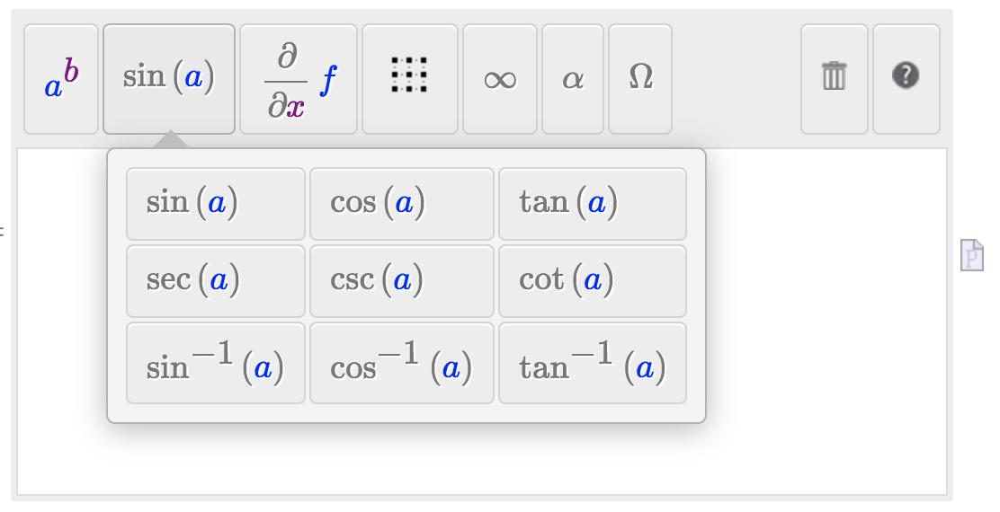 a^b sin (a) ∂/∂x f ∞ α Ω ?
sin (a) cos (a) tan (a)
=
P
sec (a) csc (a) cot (a)
sin⁻¹ (a) cos⁻¹ (a) tan⁻¹ (a)